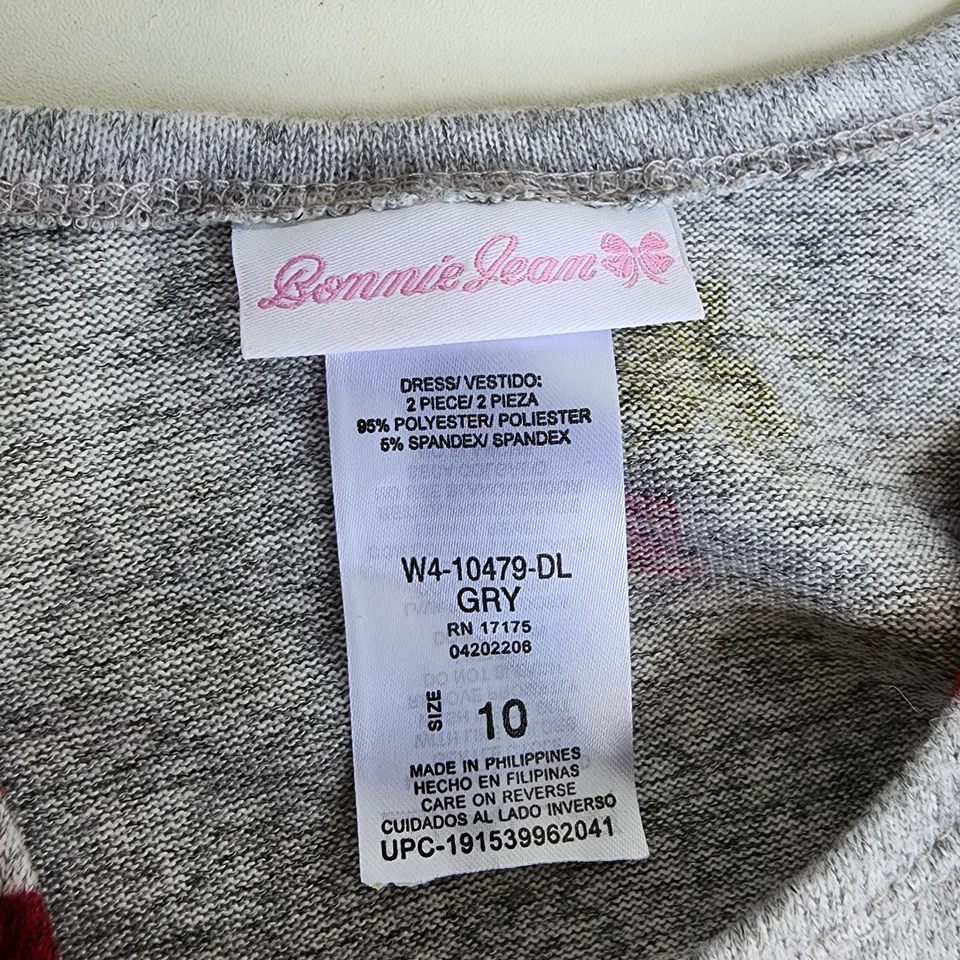 Bonnie Jean
DRESS/ VESTIDO:
2 PIECE/ 2 PIEZA
95% POLYESTER/ POLIESTER
5% SPANDEX/ SPANDEX
W4-10479-DL
GRY
RN 17175
04202206
SIZE 10
MADE IN PHILIPPINES
HECHO EN FILIPINAS
CARE ON REVERSE
CUIDADOS AL LADO INVERSO
UPC-191539962041